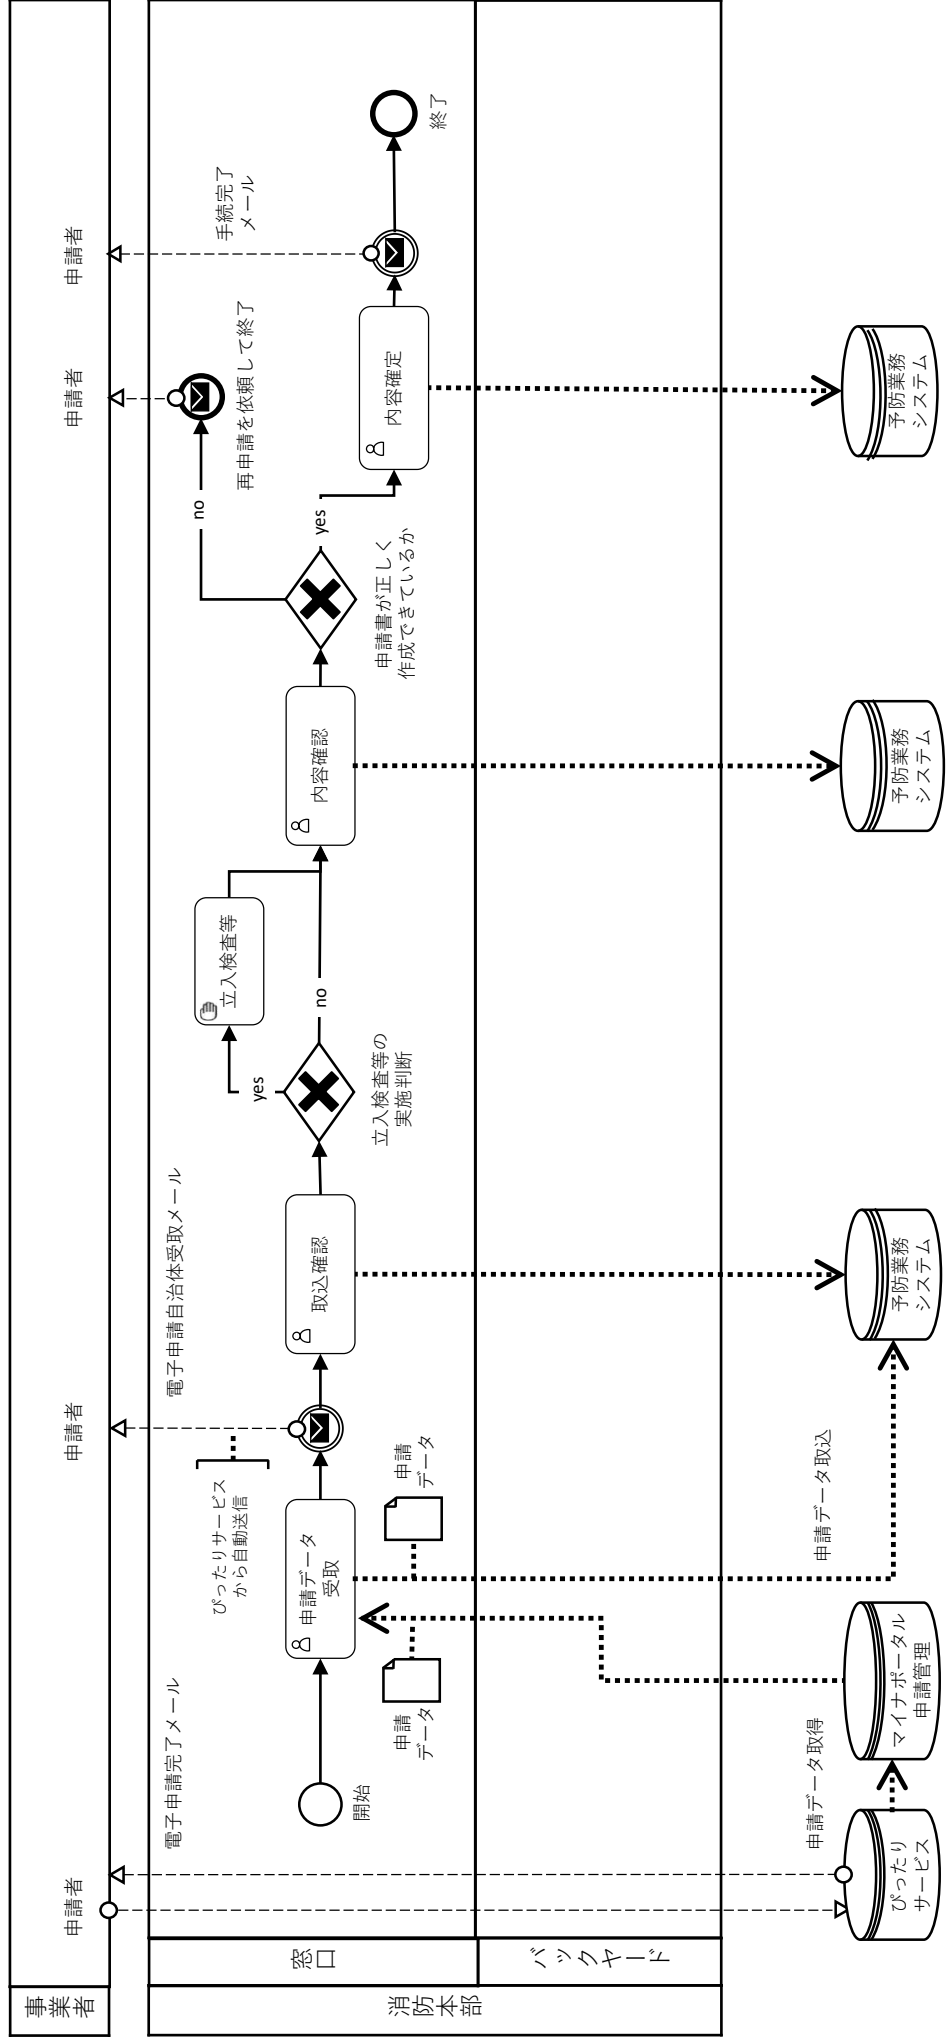 事業者
消防本部
窓口
バックヤード
申請者
申請者
申請者
申請者
電子申請完了メール
電子申請自治体受取メール
ぴったりサービス
から自動送信
再申請を依頼して終了
手続完了
メール
開始
申請データ
受取
取込確認
立入検査等の
実施判断
yes
no
立入検査等
内容確認
申請書が正しく
作成できているか
no
yes
内容確定
終了
申請
データ
申請
データ
申請データ取得
申請データ取込
ぴったり
サービス
マイナポータル
申請管理
予防業務
システム
予防業務
システム
予防業務
システム